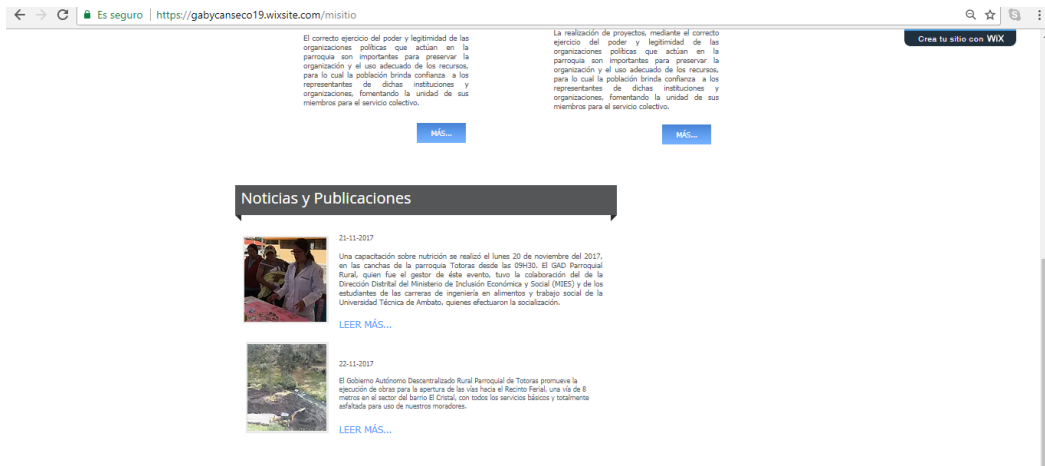 Es seguro | https://gabycanseco19.wixsite.com/misitio
Crea tu sitio con WiX
El correcto ejercicio del poder y legitimidad de las
organizaciones políticas que actúan en la
parroquia son importantes para preservar la
organización y el uso adecuado de los recursos,
para lo cual la población brinda confianza a los
representantes de dichas instituciones y
organizaciones, fomentando la unidad de sus
miembros para el servicio colectivo.
MÁS...
La realización de proyectos, mediante el correcto
ejercicio del poder y legitimidad de las
organizaciones políticas que actúan en la
parroquia son importantes para preservar la
organización y el uso adecuado de los recursos,
para lo cual la población brinda confianza a los
representantes de dichas instituciones y
organizaciones, fomentando la unidad de sus
miembros para el servicio colectivo.
MÁS...
Noticias y Publicaciones
21-11-2017
Una capacitación sobre nutrición se realizó el lunes 20 de noviembre del 2017,
en las canchas de la parroquia Totoras desde las 09H30. El GAD Parroquial
Rural, quien fue el gestor de éste evento, tuvo la colaboración del de la
Dirección Distrital del Ministerio de Inclusión Económica y Social (MIES) y de los
estudiantes de las carreras de ingeniería en alimentos y trabajo social de la
Universidad Técnica de Ambato, quienes efectuaron la socialización.
LEER MÁS...
22-11-2017
El Gobierno Autónomo Descentralizado Rural Parroquial de Totoras promueve la
ejecución de obras para la apertura de las vías hacia el Recinto Ferial, una vía de 8
metros en el sector del barrio El Cristal, con todos los servicios básicos y totalmente
asfaltada para uso de nuestros moradores.
LEER MÁS...